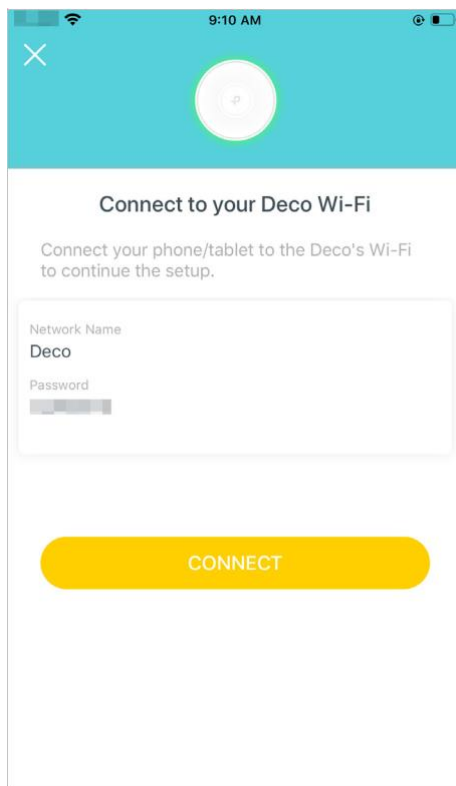 9:10 AM
Connect to your Deco Wi-Fi
Connect your phone/tablet to the Deco's Wi-Fi
to continue the setup.
Network Name
Deco
Password
CONNECT